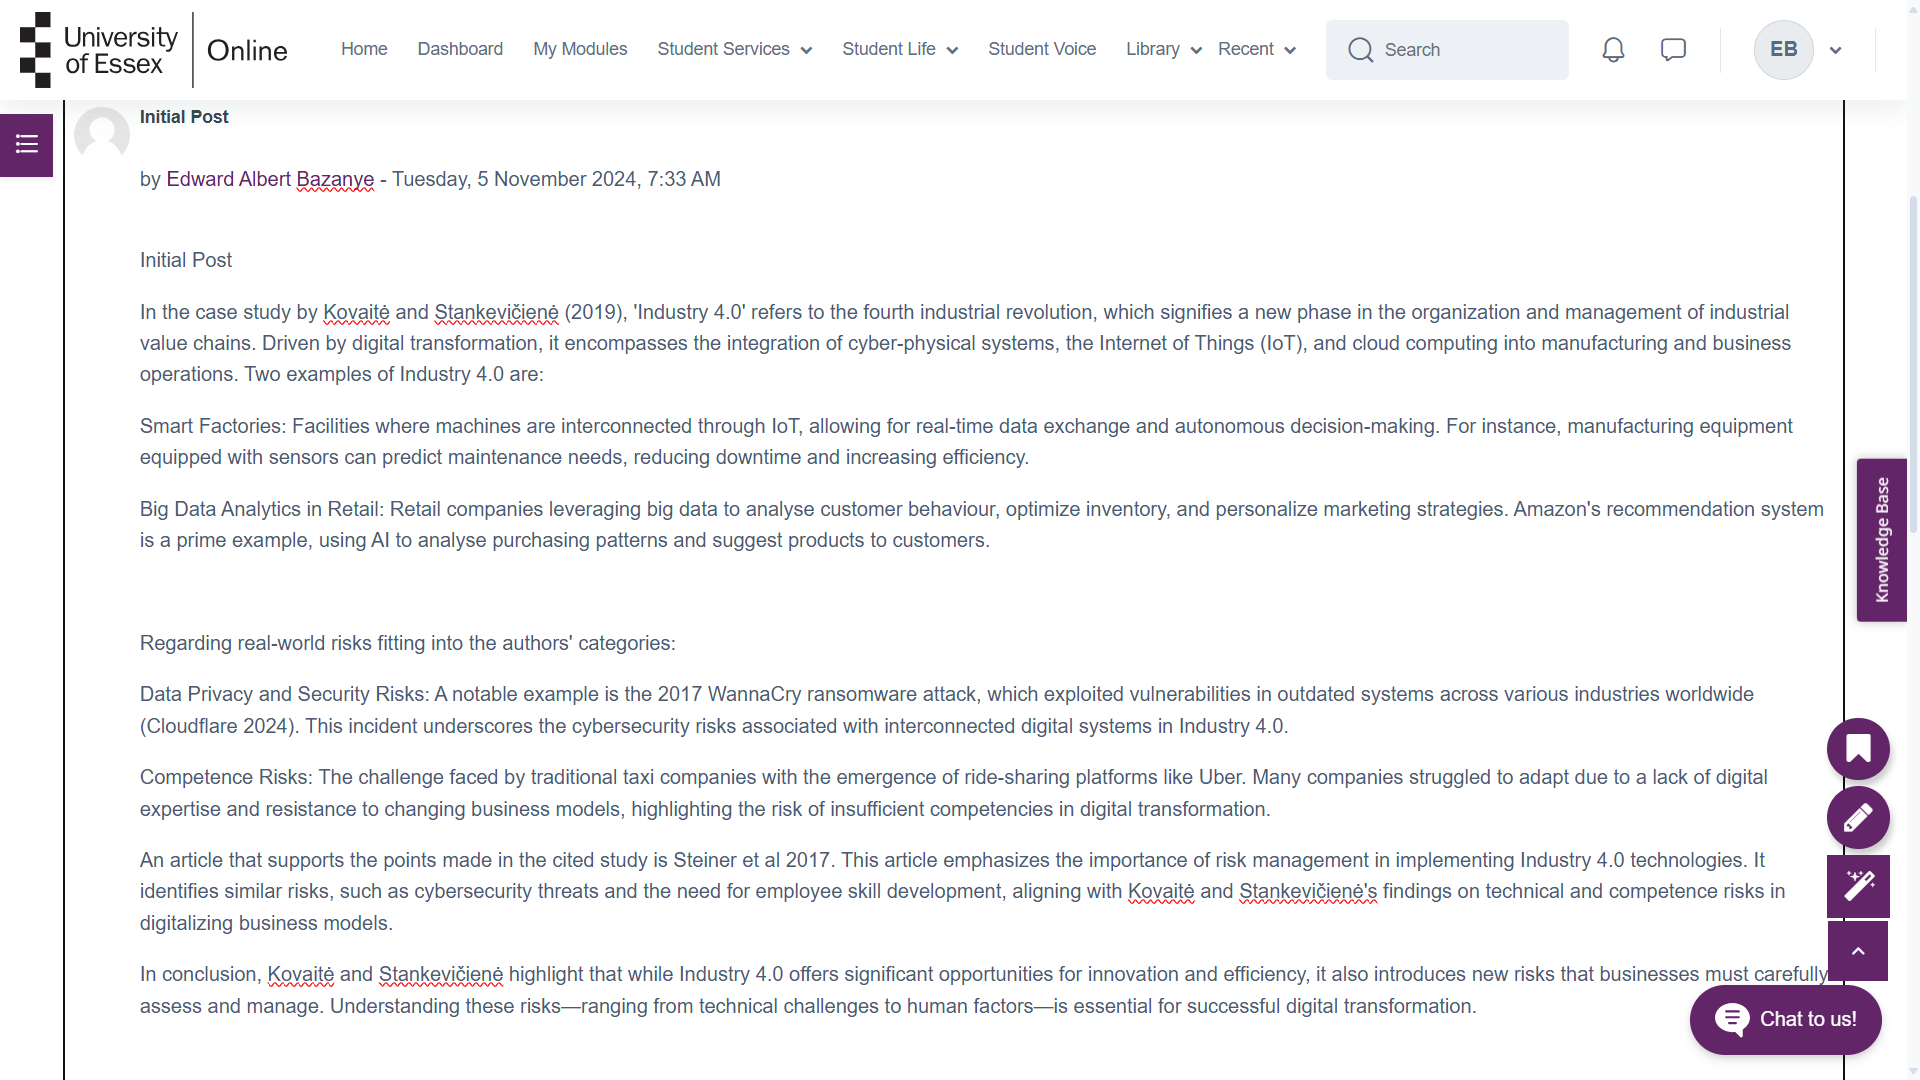 University
of Essex
Online
Home
Dashboard
My Modules
Student Services
Student Life
Student Voice
Library
Recent
Search
EB
Initial Post
by Edward Albert Bazanye - Tuesday, 5 November 2024, 7:33 AM
Initial Post
In the case study by Kovaitė and Stankevičienė (2019), 'Industry 4.0' refers to the fourth industrial revolution, which signifies a new phase in the organization and management of industrial
value chains. Driven by digital transformation, it encompasses the integration of cyber-physical systems, the Internet of Things (IoT), and cloud computing into manufacturing and business
operations. Two examples of Industry 4.0 are:
Smart Factories: Facilities where machines are interconnected through IoT, allowing for real-time data exchange and autonomous decision-making. For instance, manufacturing equipment
equipped with sensors can predict maintenance needs, reducing downtime and increasing efficiency.
Big Data Analytics in Retail: Retail companies leveraging big data to analyse customer behaviour, optimize inventory, and personalize marketing strategies. Amazon's recommendation system
is a prime example, using AI to analyse purchasing patterns and suggest products to customers.
Knowledge Base
Regarding real-world risks fitting into the authors' categories:
Data Privacy and Security Risks: A notable example is the 2017 WannaCry ransomware attack, which exploited vulnerabilities in outdated systems across various industries worldwide
(Cloudflare 2024). This incident underscores the cybersecurity risks associated with interconnected digital systems in Industry 4.0.
Competence Risks: The challenge faced by traditional taxi companies with the emergence of ride-sharing platforms like Uber. Many companies struggled to adapt due to a lack of digital
expertise and resistance to changing business models, highlighting the risk of insufficient competencies in digital transformation.
An article that supports the points made in the cited study is Steiner et al 2017. This article emphasizes the importance of risk management in implementing Industry 4.0 technologies. It
identifies similar risks, such as cybersecurity threats and the need for employee skill development, aligning with Kovaitė and Stankevičienė's findings on technical and competence risks in
digitalizing business models.
In conclusion, Kovaitė and Stankevičienė highlight that while Industry 4.0 offers significant opportunities for innovation and efficiency, it also introduces new risks that businesses must carefully
assess and manage. Understanding these risks—ranging from technical challenges to human factors—is essential for successful digital transformation.
Chat to us!